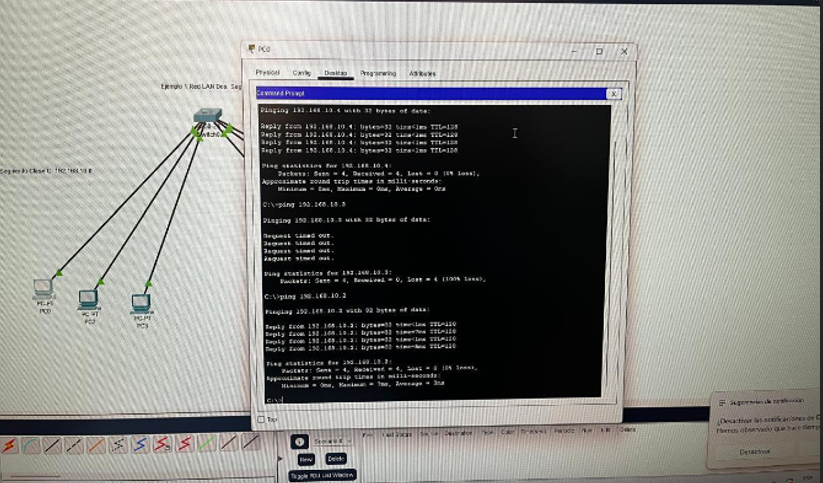 PC0
Physical Config Desktop Programming Attributes
Command Prompt X
Pinging 192.168.10.4 with 32 bytes of data:
Reply from 192.168.10.4: bytes=32 time<1ms TTL=128
Reply from 192.168.10.4: bytes=32 time<1ms TTL=128
Reply from 192.168.10.4: bytes=32 time<1ms TTL=128
Reply from 192.168.10.4: bytes=32 time<1ms TTL=128
Ping statistics for 192.168.10.4:
Packets: Sent = 4, Received = 4, Lost = 0 (0% loss),
Approximate round trip times in milli-seconds:
Minimum = 0ms, Maximum = 0ms, Average = 0ms
C:\>ping 192.168.10.3
Pinging 192.168.10.3 with 32 bytes of data:
Request timed out.
Request timed out.
Request timed out.
Request timed out.
Ping statistics for 192.168.10.3:
Packets: Sent = 4, Received = 0, Lost = 4 (100% loss),
C:\>ping 192.168.10.2
Pinging 192.168.10.2 with 32 bytes of data:
Reply from 192.168.10.2: bytes=32 TTL=128
Reply from 192.168.10.2: bytes=32 TTL=128
Reply from 192.168.10.2: bytes=32 TTL=128
Reply from 192.168.10.2: bytes=32 TTL=128
Ping statistics for 192.168.10.2:
Packets: Sent = 4, Received = 4, Lost = 0 (0% loss),
Approximate round trip times in milli-seconds:
Minimum = 0ms, Maximum = 7ms, Average = 3ms
C:\>
Top
Ejemplo 1 Red LAN Dos Seg
Switch0
Segmento Clase C: 192.168.10.0
PC-PT
PC0
PC-PT
PC2
PC-PT
PC3
Scenario 0
Fire Last Status Source Destination Type Color Time(sec) Periodic Num Edit Delete
New Delete
Toggle PDU List Window
Sugerencias de notificación
¿Desactivar las notificaciones de
Hemos observado que hace
Desactivar